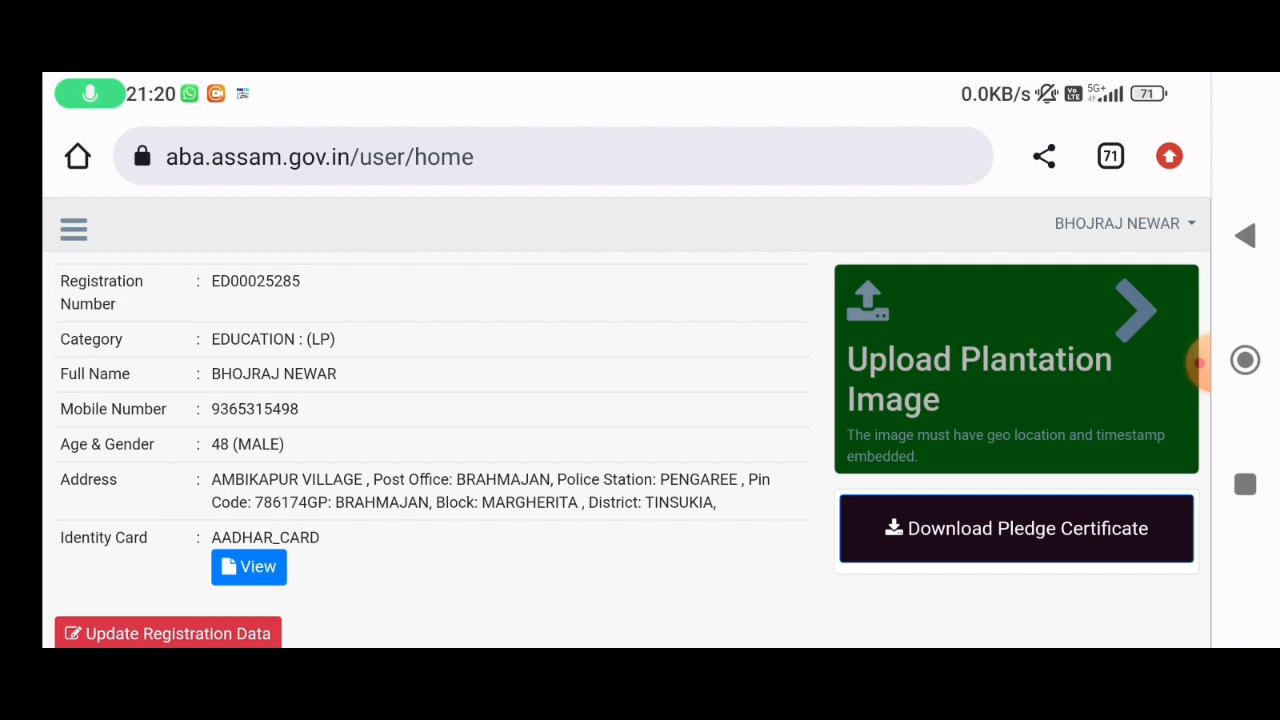 21:20
0.0KB/s Vo LTE 5G+ 71
aba.assam.gov.in/user/home
71
BHOJRAJ NEWAR
Registration Number : ED00025285
Category : EDUCATION : (LP)
Full Name : BHOJRAJ NEWAR
Mobile Number : 9365315498
Age & Gender : 48 (MALE)
Address : AMBIKAPUR VILLAGE , Post Office: BRAHMAJAN, Police Station: PENGAREE , Pin
Code: 786174GP: BRAHMAJAN, Block: MARGHERITA , District: TINSUKIA,
Identity Card : AADHAR_CARD
View
Update Registration Data
Upload Plantation
Image
The image must have geo location and timestamp
embedded.
Download Pledge Certificate